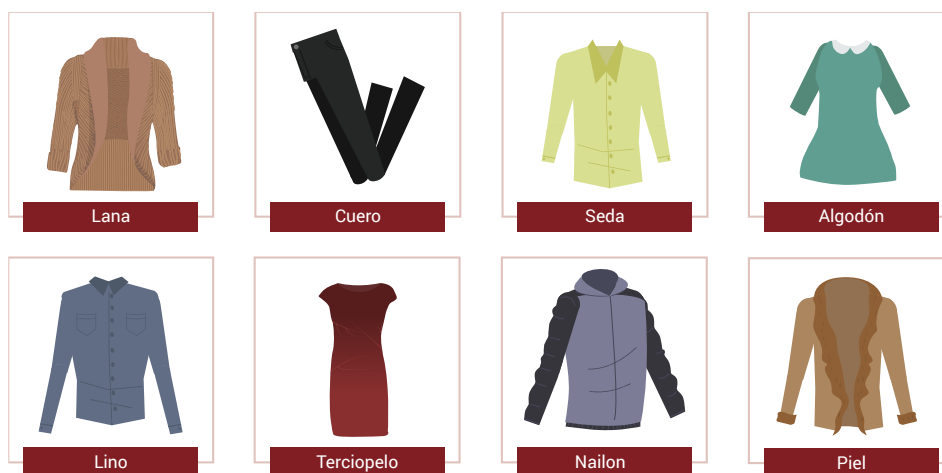 Lana
Cuero
Seda
Algodón
Lino
Terciopelo
Nailon
Piel